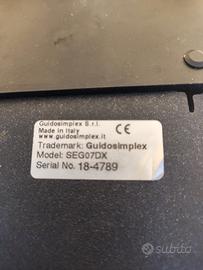 Guidosimplex S.r.l.
Made in Italy
www.guidosimplex.it
CE
Trademark: Guidosimplex
Model: SEG07DX
Serial No. 18-4789
subito